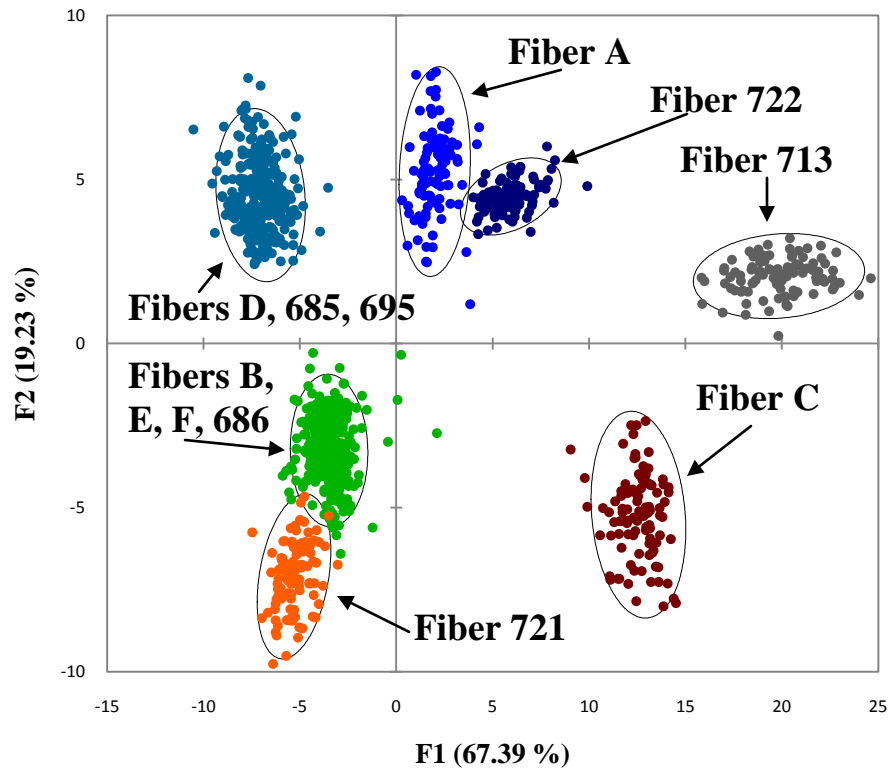 10
Fiber A
Fiber 722
Fiber 713
5
Fibers D, 685, 695
0
Fibers B,
E, F, 686
Fiber C
-5
Fiber 721
-10
-15
-10
-5
0
5
10
15
20
25
F2 (19.23 %)
F1 (67.39 %)